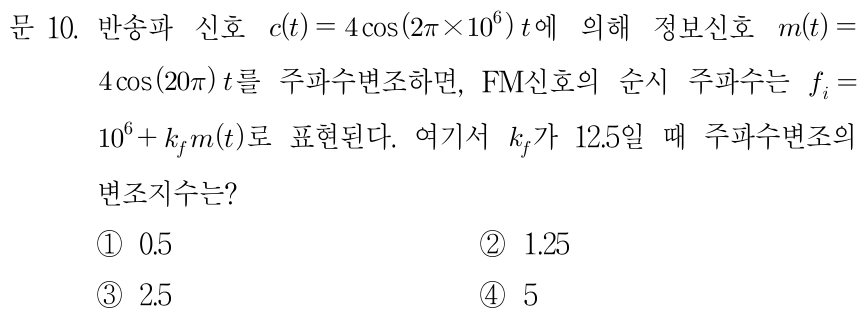 문 10. 반송파 신호 c(t) = 4cos(2π×10⁶) t에 의해 정보신호 m(t) =
4cos(20π) t를 주파수변조하면, FM신호의 순시 주파수는 fᵢ =
10⁶ + k_f m(t)로 표현된다. 여기서 k_f가 12.5일 때 주파수변조의
변조지수는?
① 0.5 ② 1.25
③ 2.5 ④ 5